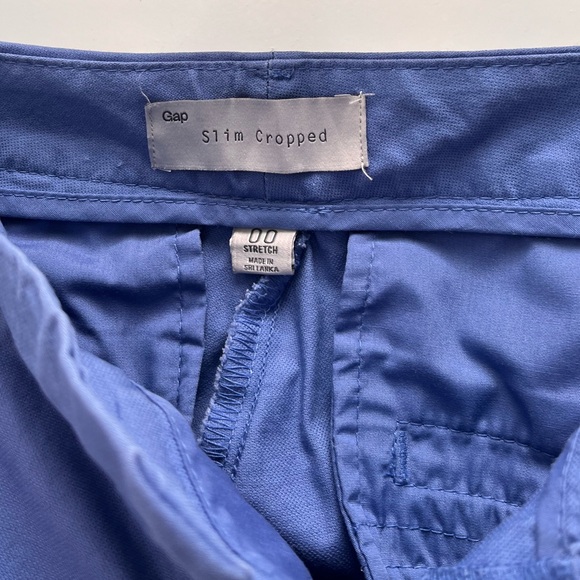 Gap
Slim Cropped
00
STRETCH
MADE IN
SRI LANKA